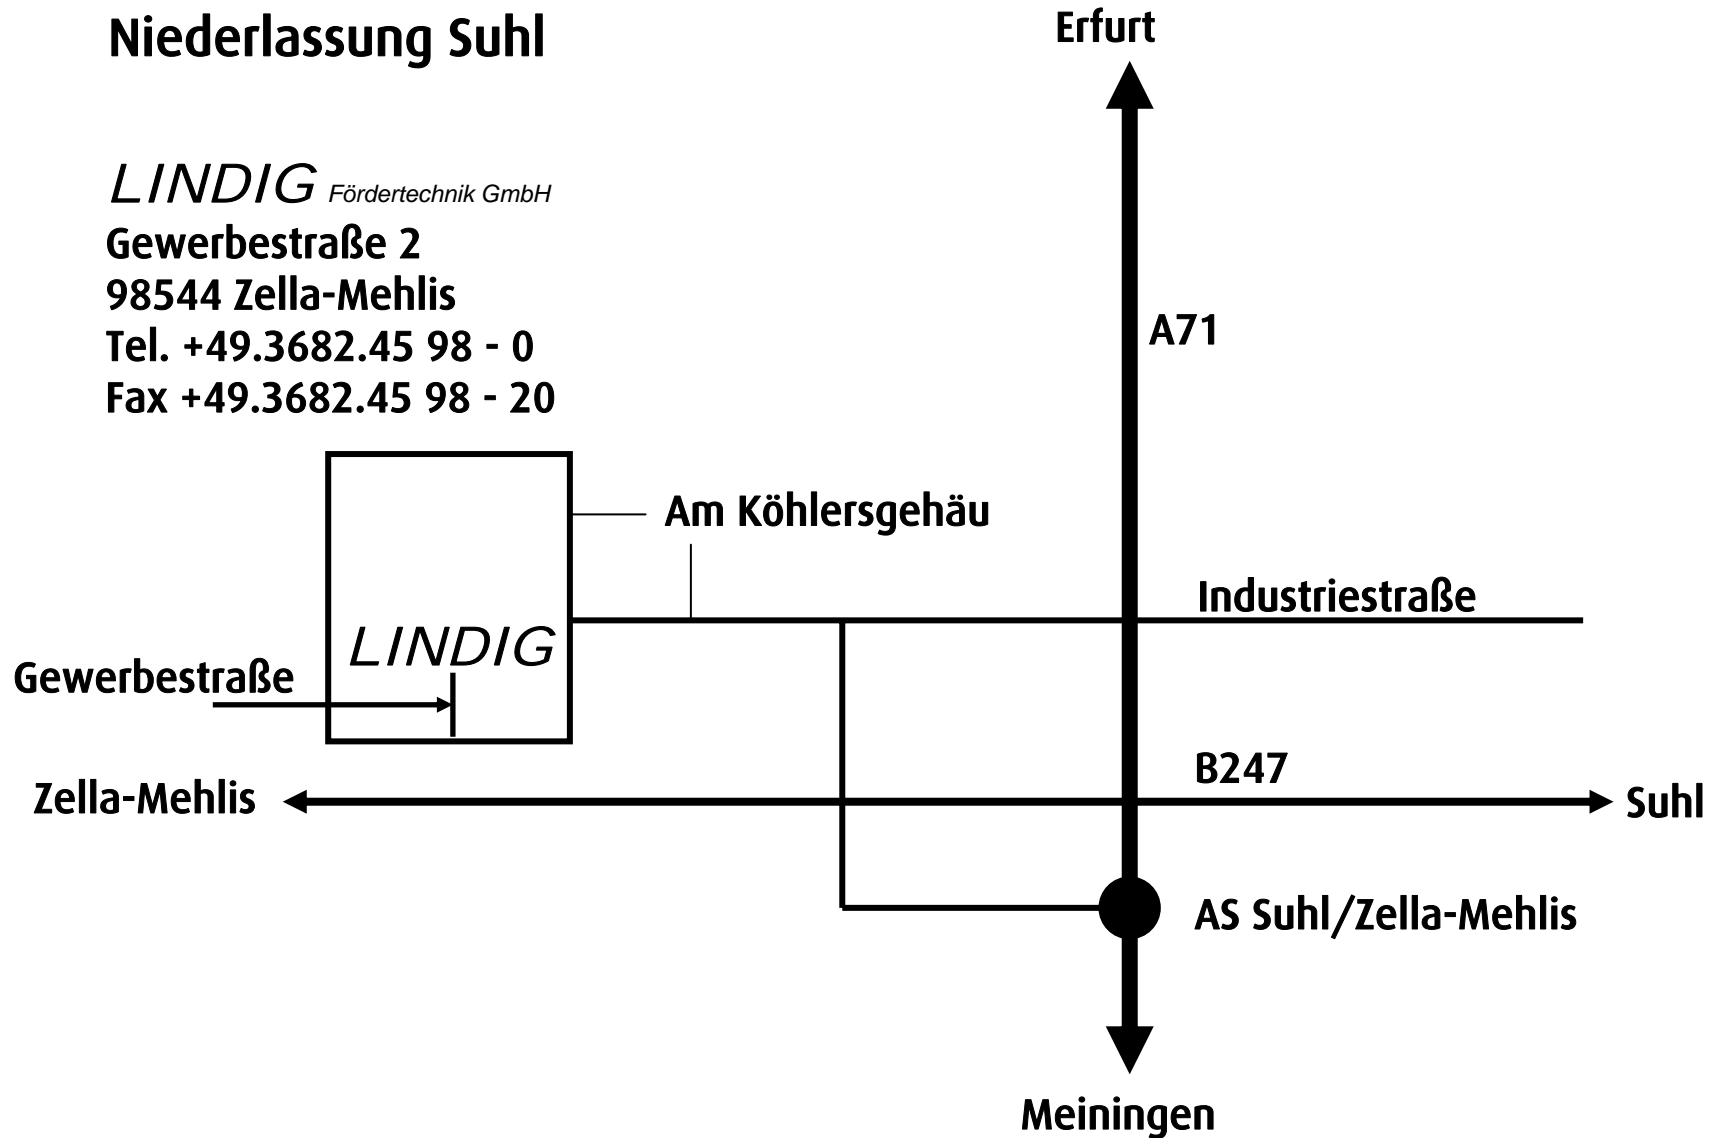 Niederlassung Suhl
LINDIG Fördertechnik GmbH
Gewerbestraße 2
98544 Zella-Mehlis
Tel. +49.3682.45 98 - 0
Fax +49.3682.45 98 - 20
Erfurt
A71
Am Köhlersgehäu
Industriestraße
LINDIG
Gewerbestraße
B247
Zella-Mehlis
Suhl
AS Suhl/Zella-Mehlis
Meiningen